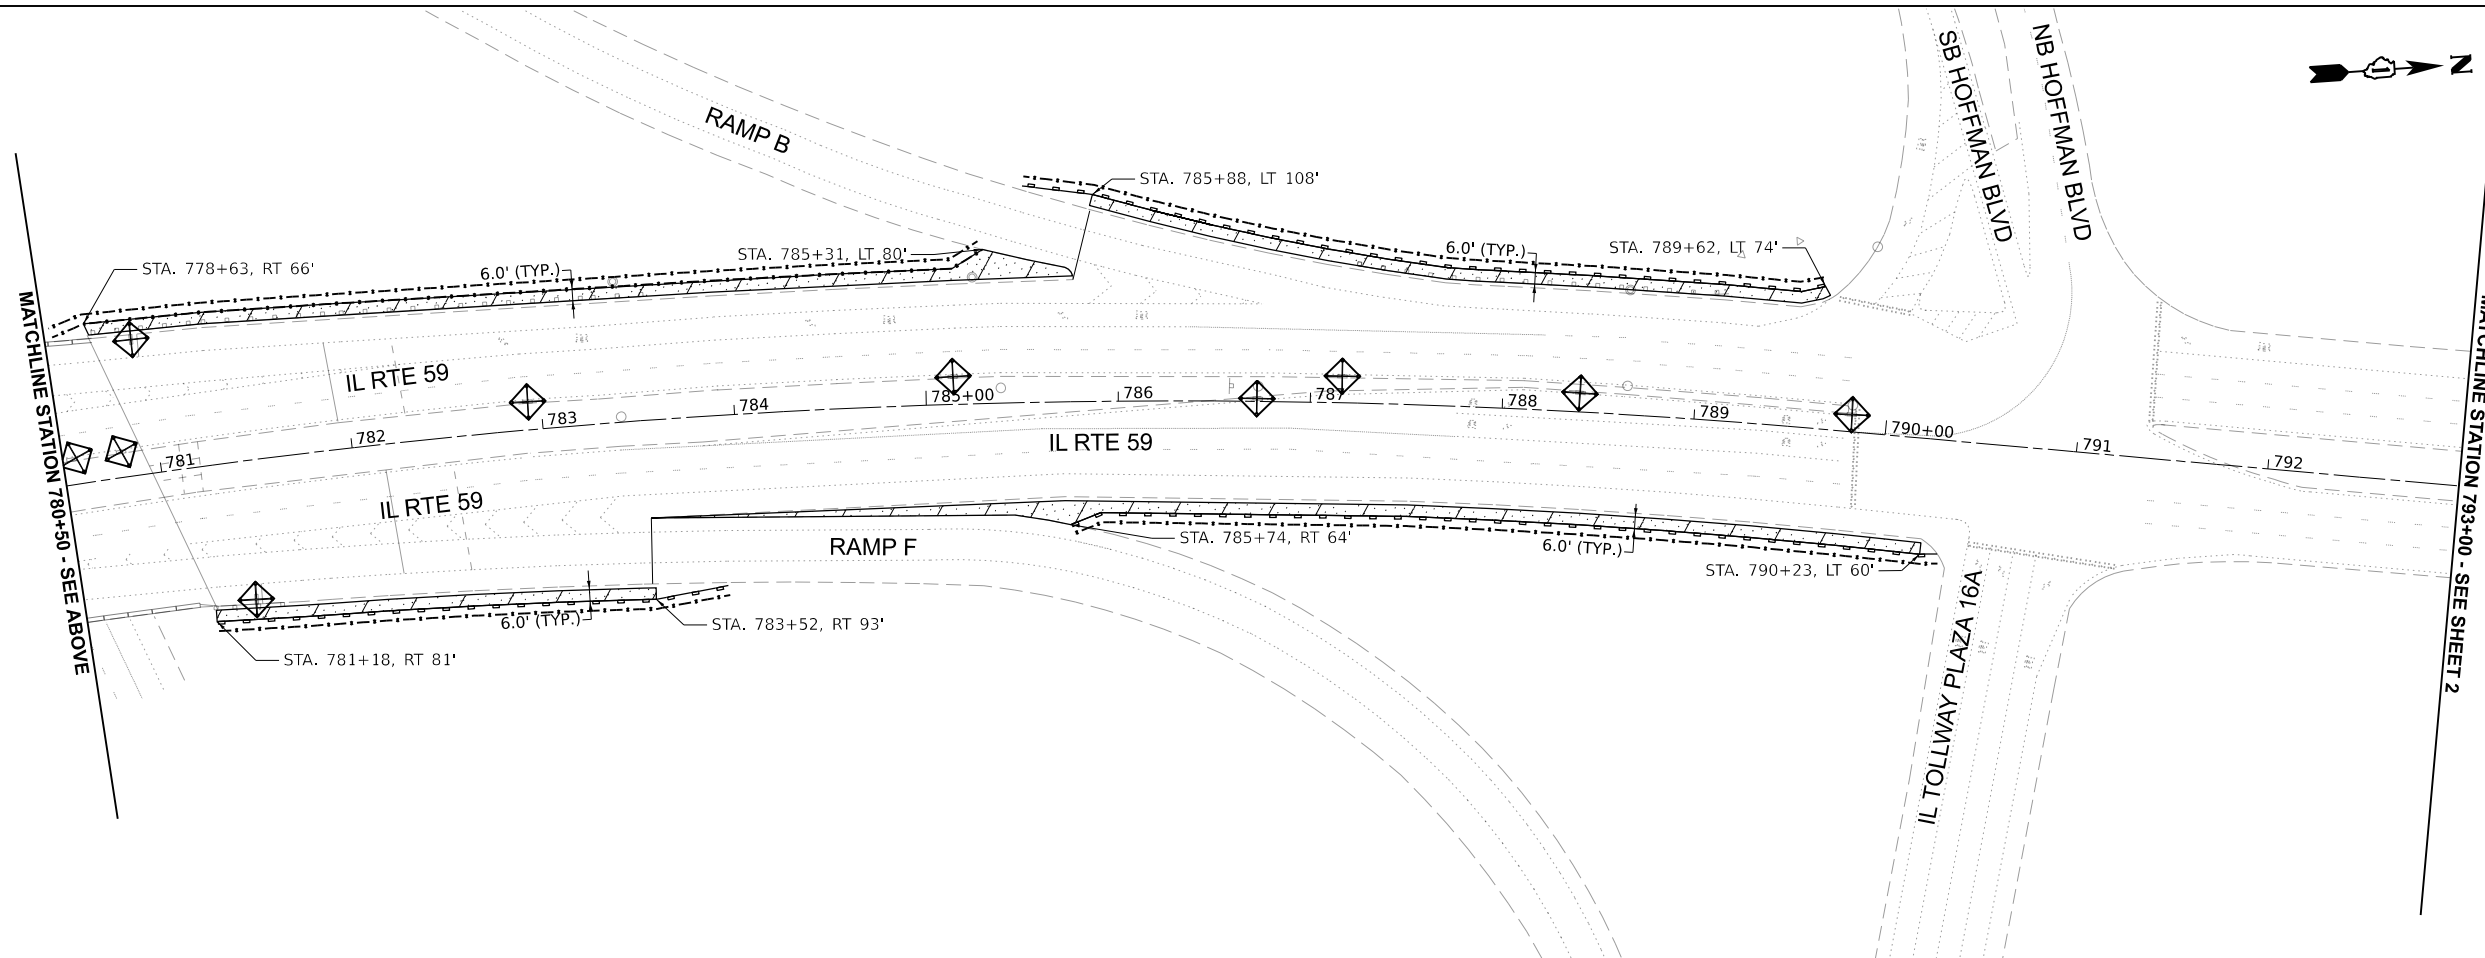 SB HOFFMAN BLVD
NB HOFFMAN BLVD
N
RAMP B
STA. 785+88, LT 108'
STA. 785+31, LT 80'
6.0' (TYP.)
STA. 789+62, LT 74'
STA. 778+63, RT 66'
6.0' (TYP.)
MATCHLINE STATION 780+50 - SEE ABOVE
MATCHLINE STATION 793+00 - SEE SHEET 2
IL RTE 59
781
782
783
784
785+00
786
787
788
789
790+00
791
792
IL RTE 59
IL RTE 59
RAMP F
STA. 785+74, RT 64'
6.0' (TYP.)
STA. 790+23, LT 60'
6.0' (TYP.)
STA. 783+52, RT 93'
STA. 781+18, RT 81'
IL TOLLWAY PLAZA 16A